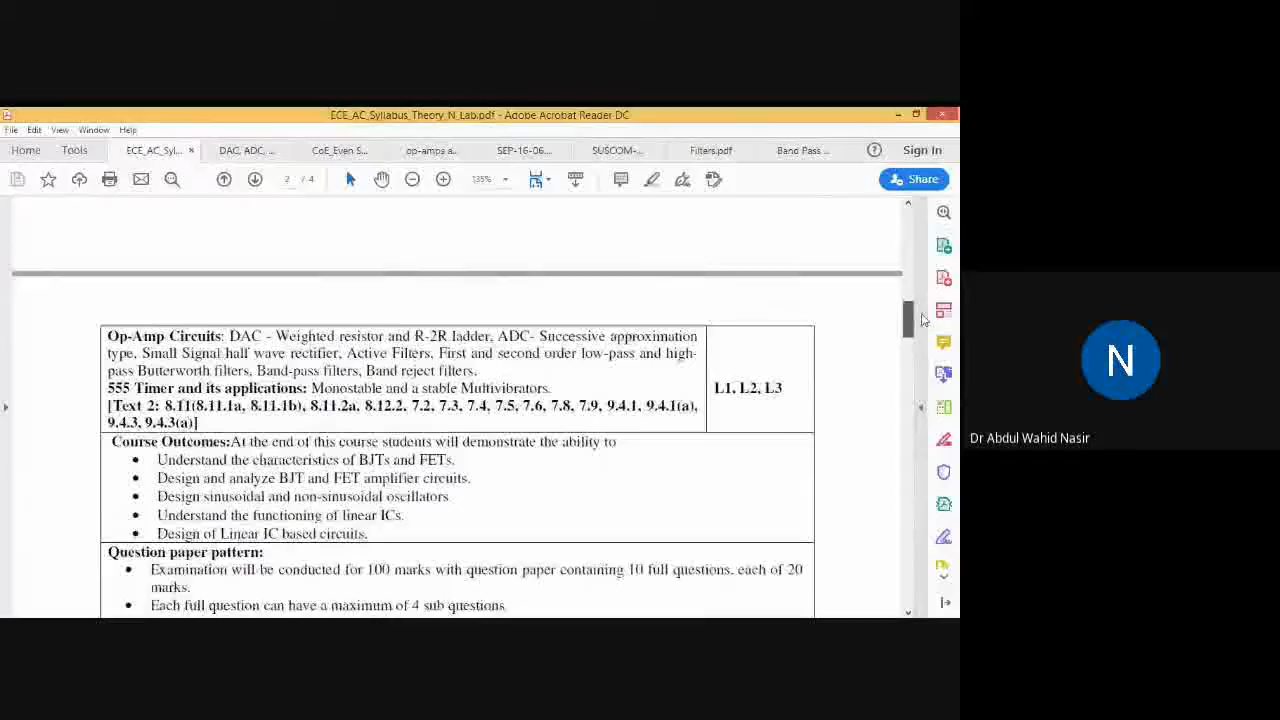 ECE_AC_Syllabus_Theory_N_Lab.pdf - Adobe Acrobat Reader DC
File Edit View Window Help
Home Tools ECE_AC_Syl... × DAC, ADC, ... CoE_Even S... op-amps a... SEP-16-06... SUSCOM-... Filters.pdf Band Pass ... Sign In
2 / 4 135% Share
Op-Amp Circuits: DAC - Weighted resistor and R-2R ladder, ADC- Successive approximation
type, Small Signal half wave rectifier, Active Filters, First and second order low-pass and high-
pass Butterworth filters, Band-pass filters, Band reject filters.
555 Timer and its applications: Monostable and a stable Multivibrators.
[Text 2: 8.11(8.11.1a, 8.11.1b), 8.11.2a, 8.12.2, 7.2, 7.3, 7.4, 7.5, 7.6, 7.8, 7.9, 9.4.1, 9.4.1(a),
9.4.3, 9.4.3(a)]
L1, L2, L3
Course Outcomes:At the end of this course students will demonstrate the ability to
• Understand the characteristics of BJTs and FETs.
• Design and analyze BJT and FET amplifier circuits.
• Design sinusoidal and non-sinusoidal oscillators
• Understand the functioning of linear ICs.
• Design of Linear IC based circuits.
Question paper pattern:
• Examination will be conducted for 100 marks with question paper containing 10 full questions, each of 20
marks.
• Each full question can have a maximum of 4 sub questions
N
Dr Abdul Wahid Nasir